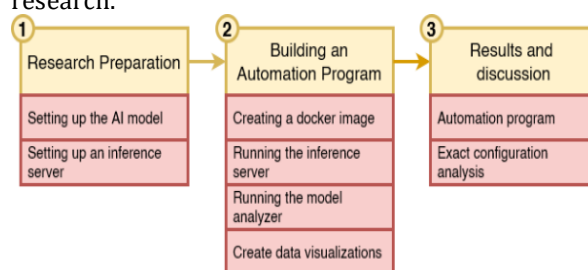 research.
1
Research Preparation
Setting up the AI model
Setting up an inference
server
2
Building an
Automation Program
Creating a docker image
Running the inference
server
Running the model
analyzer
Create data visualizations
3
Results and
discussion
Automation program
Exact configuration
analysis